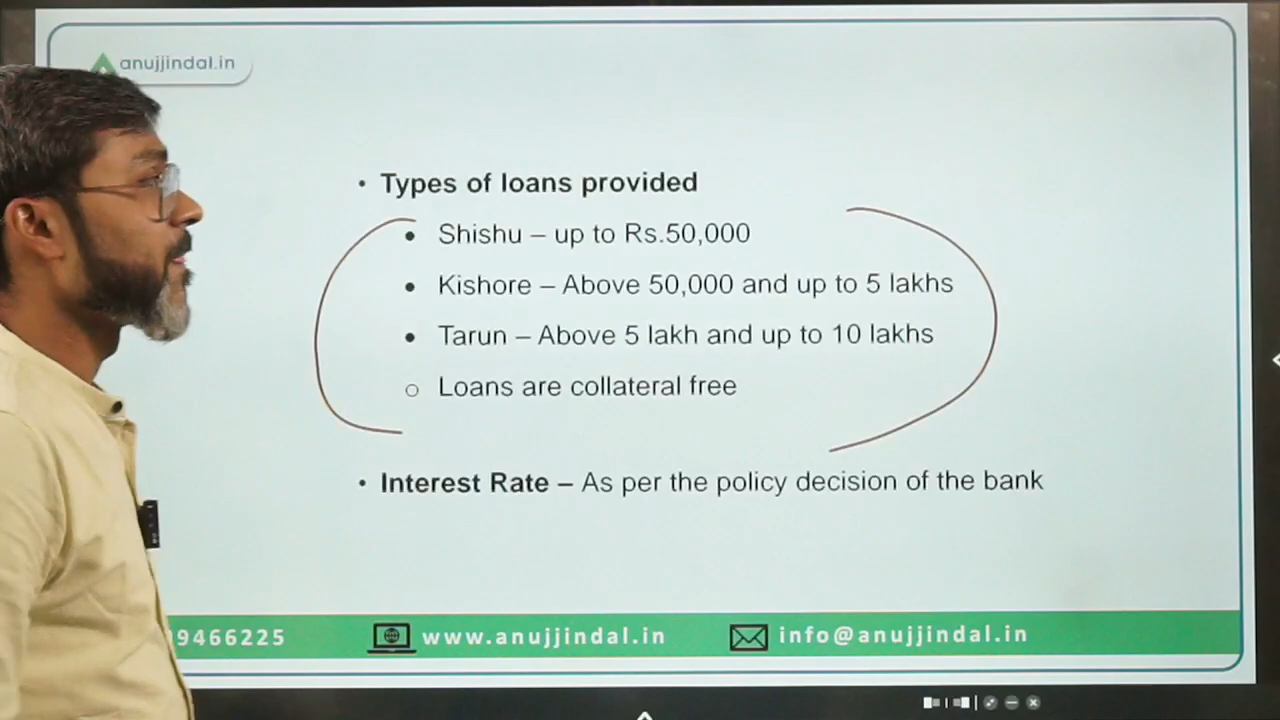 anujjindal.in
• Types of loans provided
• Shishu – up to Rs.50,000
• Kishore – Above 50,000 and up to 5 lakhs
• Tarun – Above 5 lakh and up to 10 lakhs
○ Loans are collateral free
• Interest Rate – As per the policy decision of the bank
9466225 www.anujjindal.in info@anujjindal.in